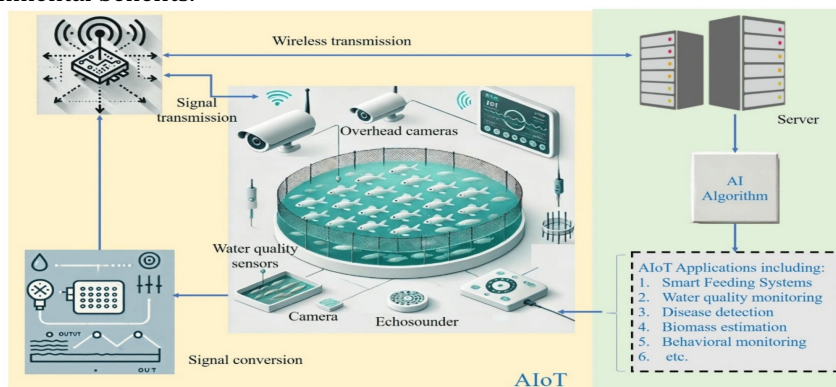 Wireless transmission
Signal
transmission
Overhead cameras
Server
AI
Algorithm
Water quality
sensors
Camera
Echosounder
OUTUT
OUT
Signal conversion
AIoT Applications including:
1. Smart Feeding Systems
2. Water quality monitoring
3. Disease detection
4. Biomass estimation
5. Behavioral monitoring
6. etc.
AIoT